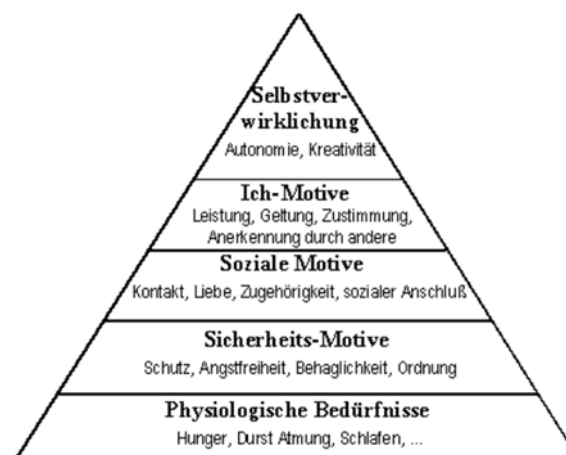 Selbstver-
wirklichung
Autonomie, Kreativität
Ich-Motive
Leistung, Geltung, Zustimmung,
Anerkennung durch andere
Soziale Motive
Kontakt, Liebe, Zugehörigkeit, sozialer Anschluß
Sicherheits-Motive
Schutz, Angstfreiheit, Behaglichkeit, Ordnung
Physiologische Bedürfnisse
Hunger, Durst Atmung, Schlafen, ...